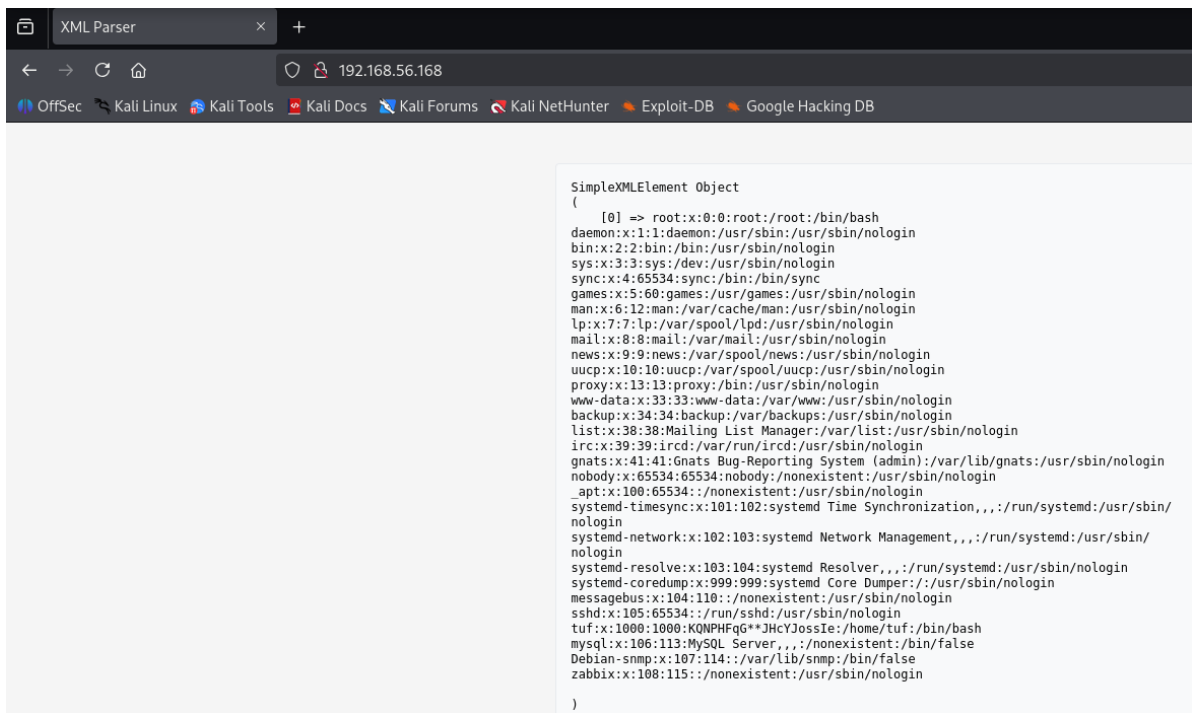 XML Parser
192.168.56.168
OffSec Kali Linux Kali Tools Kali Docs Kali Forums Kali NetHunter Exploit-DB Google Hacking DB
SimpleXMLElement Object
(
    [0] => root:x:0:0:root:/root:/bin/bash
daemon:x:1:1:daemon:/usr/sbin:/usr/sbin/nologin
bin:x:2:2:bin:/bin:/usr/sbin/nologin
sys:x:3:3:sys:/dev:/usr/sbin/nologin
sync:x:4:65534:sync:/bin:/bin/sync
games:x:5:60:games:/usr/games:/usr/sbin/nologin
man:x:6:12:man:/var/cache/man:/usr/sbin/nologin
lp:x:7:7:lp:/var/spool/lpd:/usr/sbin/nologin
mail:x:8:8:mail:/var/mail:/usr/sbin/nologin
news:x:9:9:news:/var/spool/news:/usr/sbin/nologin
uucp:x:10:10:uucp:/var/spool/uucp:/usr/sbin/nologin
proxy:x:13:13:proxy:/bin:/usr/sbin/nologin
www-data:x:33:33:www-data:/var/www:/usr/sbin/nologin
backup:x:34:34:backup:/var/backups:/usr/sbin/nologin
list:x:38:38:Mailing List Manager:/var/list:/usr/sbin/nologin
irc:x:39:39:ircd:/var/run/ircd:/usr/sbin/nologin
gnats:x:41:41:Gnats Bug-Reporting System (admin):/var/lib/gnats:/usr/sbin/nologin
nobody:x:65534:65534:nobody:/nonexistent:/usr/sbin/nologin
_apt:x:100:65534::/nonexistent:/usr/sbin/nologin
systemd-timesync:x:101:102:systemd Time Synchronization,,,:/run/systemd:/usr/sbin/
nologin
systemd-network:x:102:103:systemd Network Management,,,:/run/systemd:/usr/sbin/
nologin
systemd-resolve:x:103:104:systemd Resolver,,,:/run/systemd:/usr/sbin/nologin
systemd-coredump:x:999:999:systemd Core Dumper:/:/usr/sbin/nologin
messagebus:x:104:110::/nonexistent:/usr/sbin/nologin
sshd:x:105:65534::/run/sshd:/usr/sbin/nologin
tuf:x:1000:1000:KQNPHFqG**JHcYJossIe:/home/tuf:/bin/bash
mysql:x:106:113:MySQL Server,,,:/nonexistent:/bin/false
Debian-snmp:x:107:114::/var/lib/snmp:/bin/false
zabbix:x:108:115::/nonexistent:/usr/sbin/nologin
)